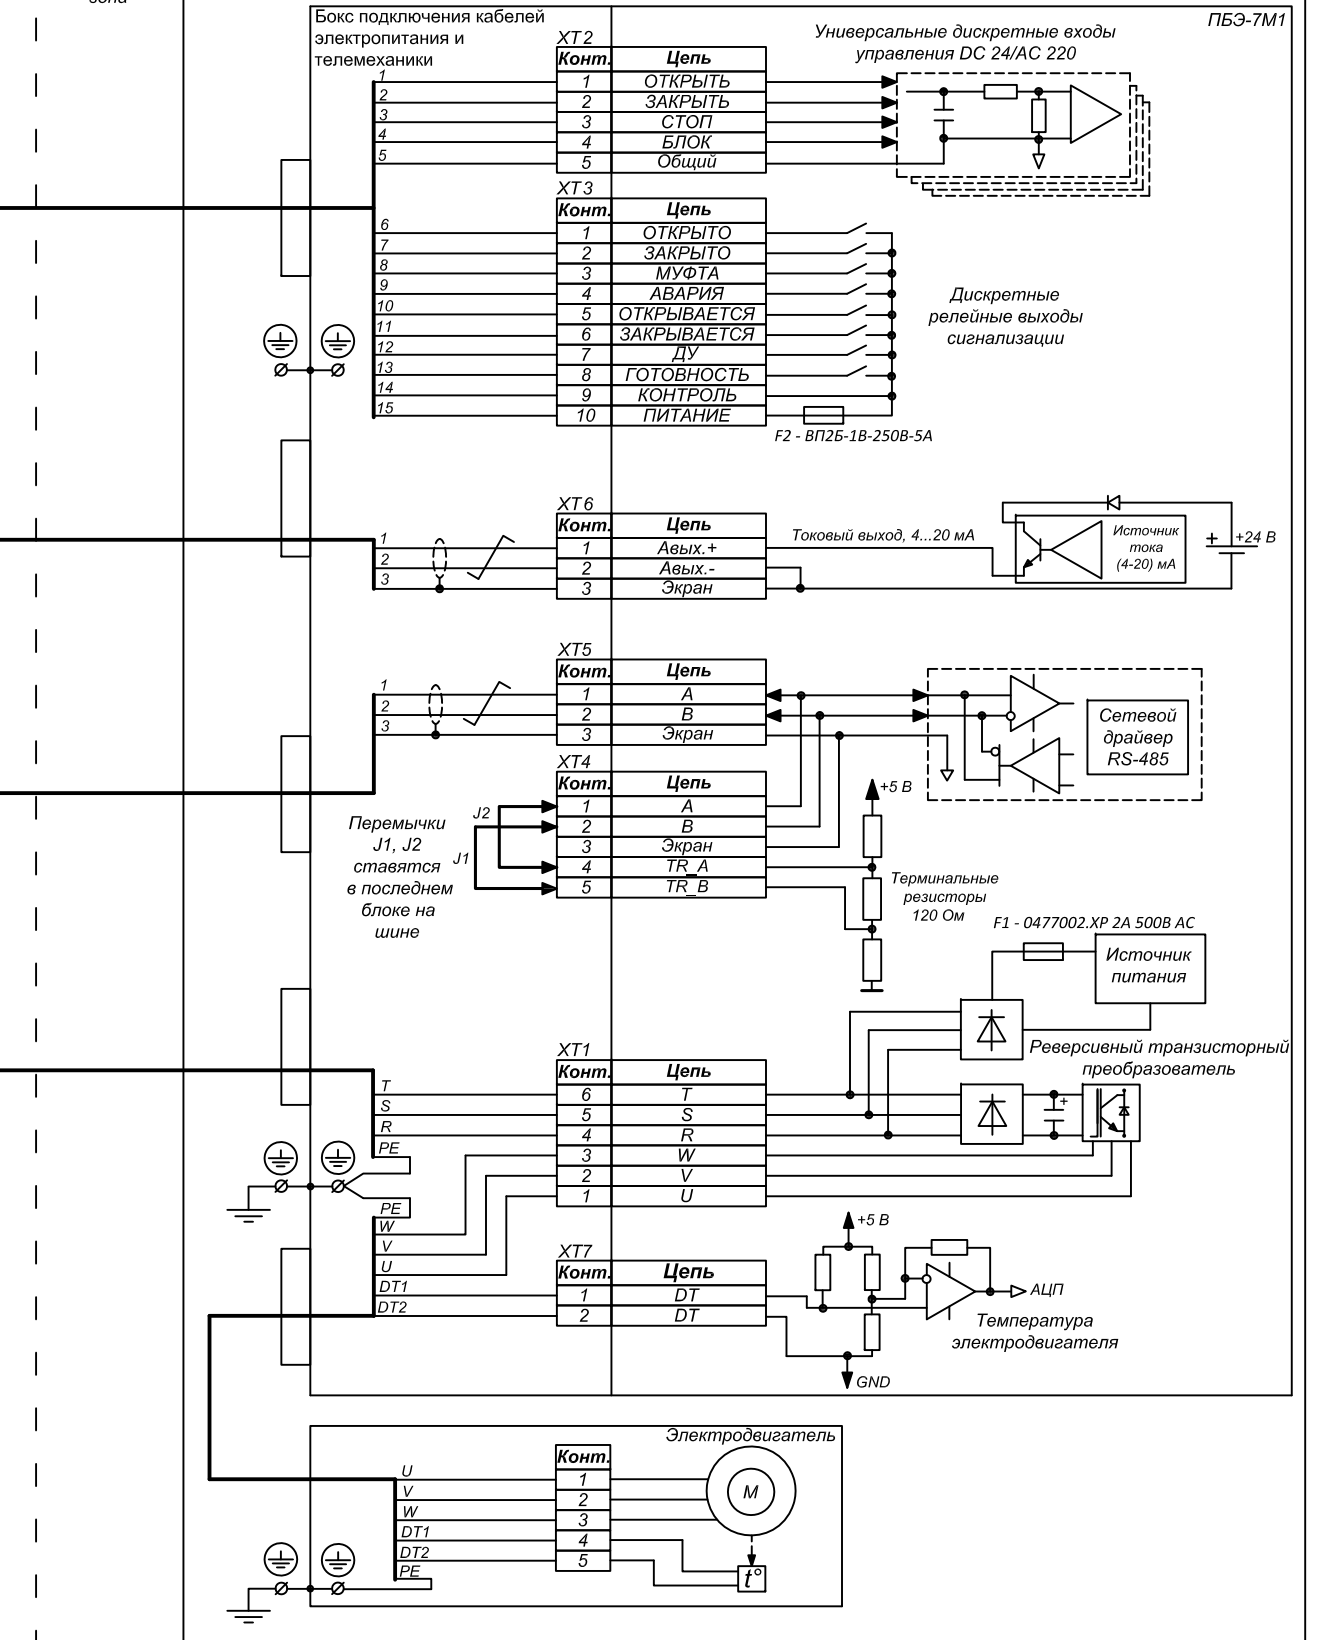 зона
Бокс подключения кабелей
электропитания и
телемеханики
ПБЭ-7М1
Универсальные дискретные входы
управления DC 24/AC 220
XT2
Конт. Цепь
1 1 ОТКРЫТЬ
2 2 ЗАКРЫТЬ
3 3 СТОП
4 4 БЛОК
5 5 Общий
XT3
Конт. Цепь
6 1 ОТКРЫТО
7 2 ЗАКРЫТО
8 3 МУФТА
9 4 АВАРИЯ
10 5 ОТКРЫВАЕТСЯ
11 6 ЗАКРЫВАЕТСЯ
12 7 ДУ
13 8 ГОТОВНОСТЬ
14 9 КОНТРОЛЬ
15 10 ПИТАНИЕ
Дискретные
релейные выходы
сигнализации
F2 - ВП2Б-1В-250В-5А
XT6
Конт. Цепь
1 1 Авых.+
2 2 Авых.-
3 3 Экран
Токовый выход, 4...20 мА
Источник
тока
(4-20) мА
+
+24 В
XT5
Конт. Цепь
1 1 A
2 2 B
3 3 Экран
Сетевой
драйвер
RS-485
XT4
Конт. Цепь
1 A
2 B
3 Экран
4 TR_A
5 TR_B
J2
J1
Перемычки
J1, J2
ставятся
в последнем
блоке на
шине
+5 В
Терминальные
резисторы
120 Ом
F1 - 0477002.XP 2A 500В AC
Источник
питания
Реверсивный транзисторный
преобразователь
+
XT1
Конт. Цепь
T 6 T
S 5 S
R 4 R
PE 3 W
2 V
1 U
PE
W
V
U
DT1
DT2
XT7
Конт. Цепь
1 DT
2 DT
+5 В
АЦП
Температура
электродвигателя
GND
Электродвигатель
Конт.
U 1
V 2
W 3
DT1 4
DT2 5
PE
M
t°